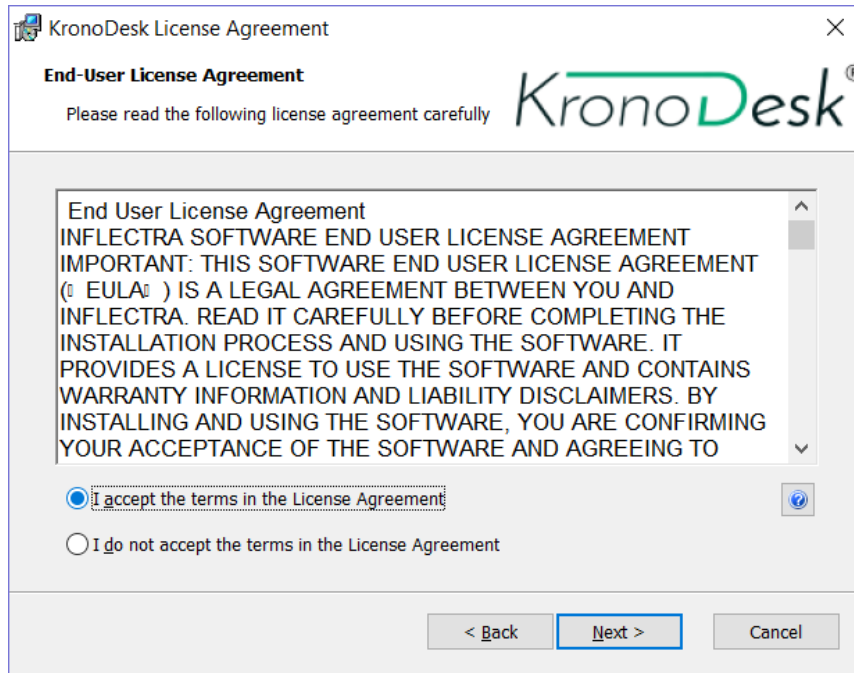 KronoDesk License Agreement
End-User License Agreement
Please read the following license agreement carefully
KronoDesk®
End User License Agreement
INFLECTRA SOFTWARE END USER LICENSE AGREEMENT
IMPORTANT: THIS SOFTWARE END USER LICENSE AGREEMENT
(▯ EULA▯ ) IS A LEGAL AGREEMENT BETWEEN YOU AND
INFLECTRA. READ IT CAREFULLY BEFORE COMPLETING THE
INSTALLATION PROCESS AND USING THE SOFTWARE. IT
PROVIDES A LICENSE TO USE THE SOFTWARE AND CONTAINS
WARRANTY INFORMATION AND LIABILITY DISCLAIMERS. BY
INSTALLING AND USING THE SOFTWARE, YOU ARE CONFIRMING
YOUR ACCEPTANCE OF THE SOFTWARE AND AGREEING TO
I accept the terms in the License Agreement
I do not accept the terms in the License Agreement
< Back
Next >
Cancel